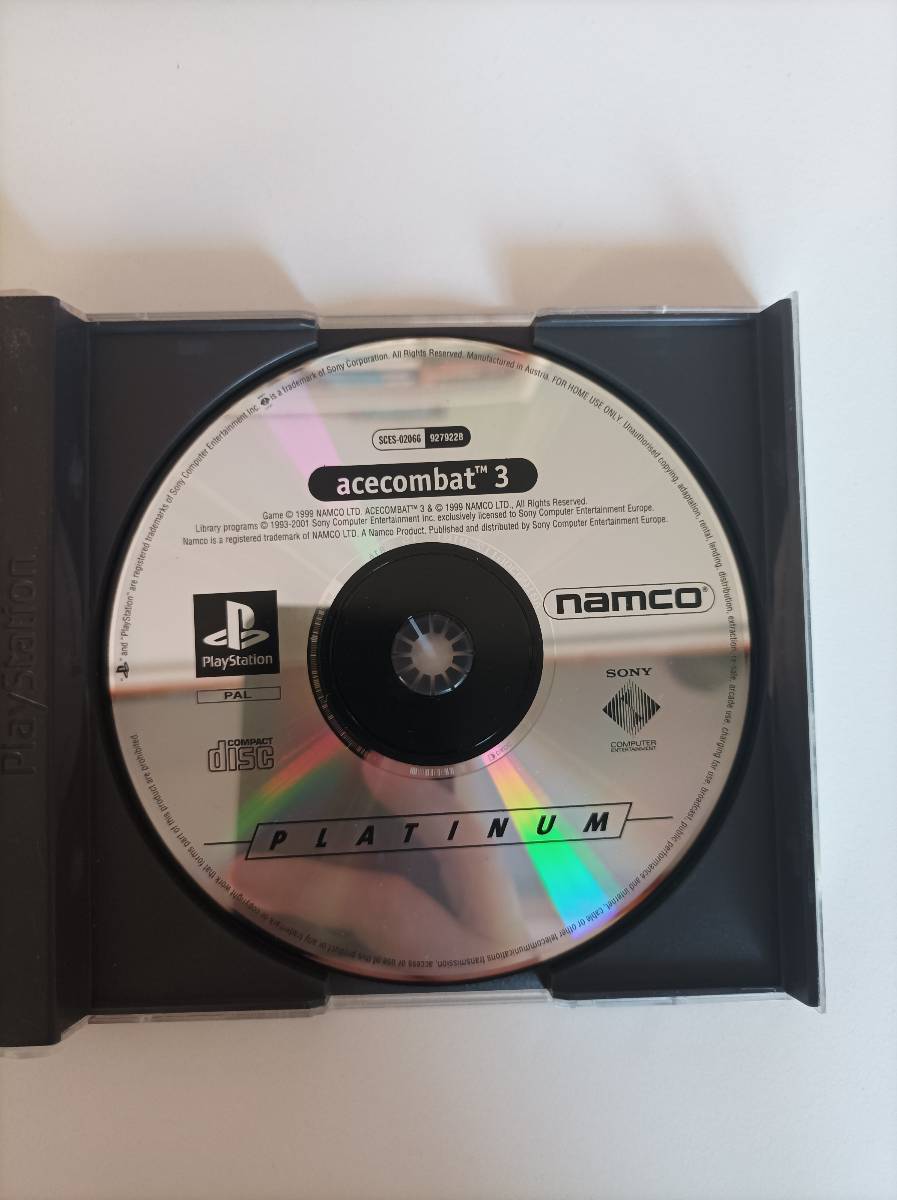 PlayStation
and "PlayStation" are registered trademarks of Sony Computer Entertainment Inc. is a trademark of Sony Corporation. All Rights Reserved. Manufactured in Austria. FOR HOME USE ONLY. Unauthorised copying, adaptation, rental, lending, distribution, extraction, re-sale, arcade use, charging for use, broadcast, public performance and internet, cable or other telecommunications transmission, access or use of this product or any trademark or copyright work that forms part of this product are prohibited.
SCES-02066 9279228
acecombat™ 3
Game © 1999 NAMCO LTD. ACECOMBAT™ 3 & © 1999 NAMCO LTD., All Rights Reserved.
Library programs © 1993-2001 Sony Computer Entertainment Inc. exclusively licensed to Sony Computer Entertainment Europe.
Namco is a registered trademark of NAMCO LTD. A Namco Product. Published and distributed by Sony Computer Entertainment Europe.
namco®
PlayStation
PAL
SONY
COMPUTER
ENTERTAINMENT
COMPACT
disc
PLATINUM